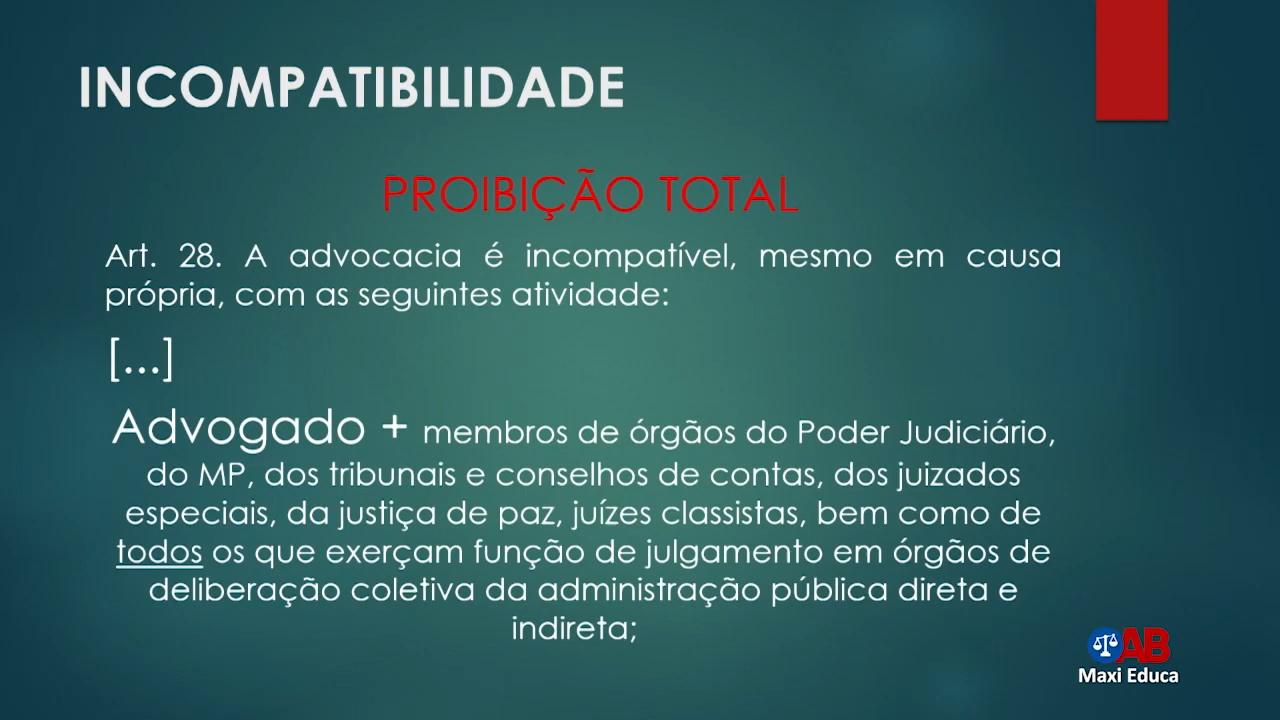 INCOMPATIBILIDADE
PROIBIÇÃO TOTAL
Art. 28. A advocacia é incompatível, mesmo em causa
própria, com as seguintes atividade:
[...]
Advogado + membros de órgãos do Poder Judiciário,
do MP, dos tribunais e conselhos de contas, dos juizados
especiais, da justiça de paz, juízes classistas, bem como de
todos os que exerçam função de julgamento em órgãos de
deliberação coletiva da administração pública direta e
indireta;
OAB
Maxi Educa